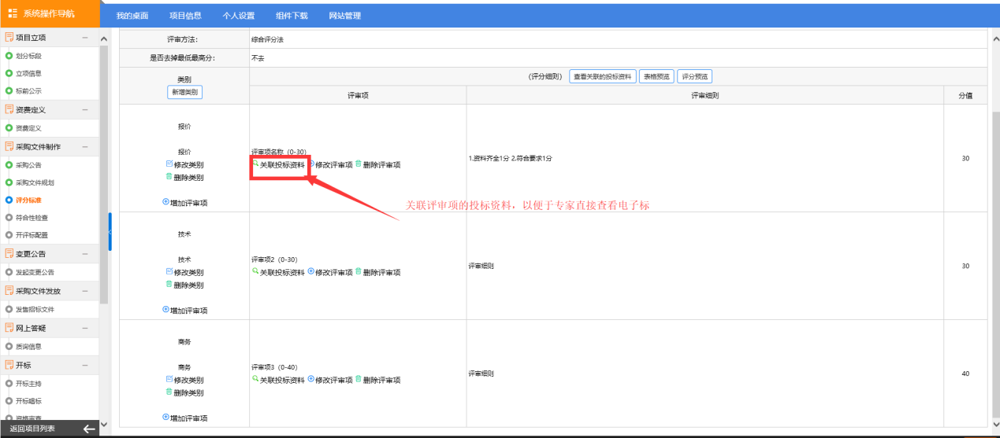 系统操作导航
我的桌面 项目信息 个人设置 组件下载 网站管理
项目立项
划分标段
立项信息
标前公示
资费定义
资费定义
采购文件制作
采购公告
采购文件规划
评分标准
符合性检查
开评标配置
变更公告
发起变更公告
采购文件发放
发售招标文件
网上答疑
质询信息
开标
开标主持
开标唱标
资格审查
返回项目列表
评审方法: 综合评分法
是否去掉最低最高分: 不去
类别
新增类别
(评分细则) 查看关联的投标资料 表格预览 评分预览
评审项 评审细则 分值
报价
报价
修改类别
删除类别
增加评审项
评审项名称（0-30）
关联投标资料 修改评审项 删除评审项
1.资料齐全1分 2.符合要求1分
30
关联评审项的投标资料，以便于专家直接查看电子标
技术
技术
修改类别
删除类别
增加评审项
评审项2（0-30）
关联投标资料 修改评审项 删除评审项
评审细则
30
商务
商务
修改类别
删除类别
增加评审项
评审项3（0-40）
关联投标资料 修改评审项 删除评审项
评审细则
40